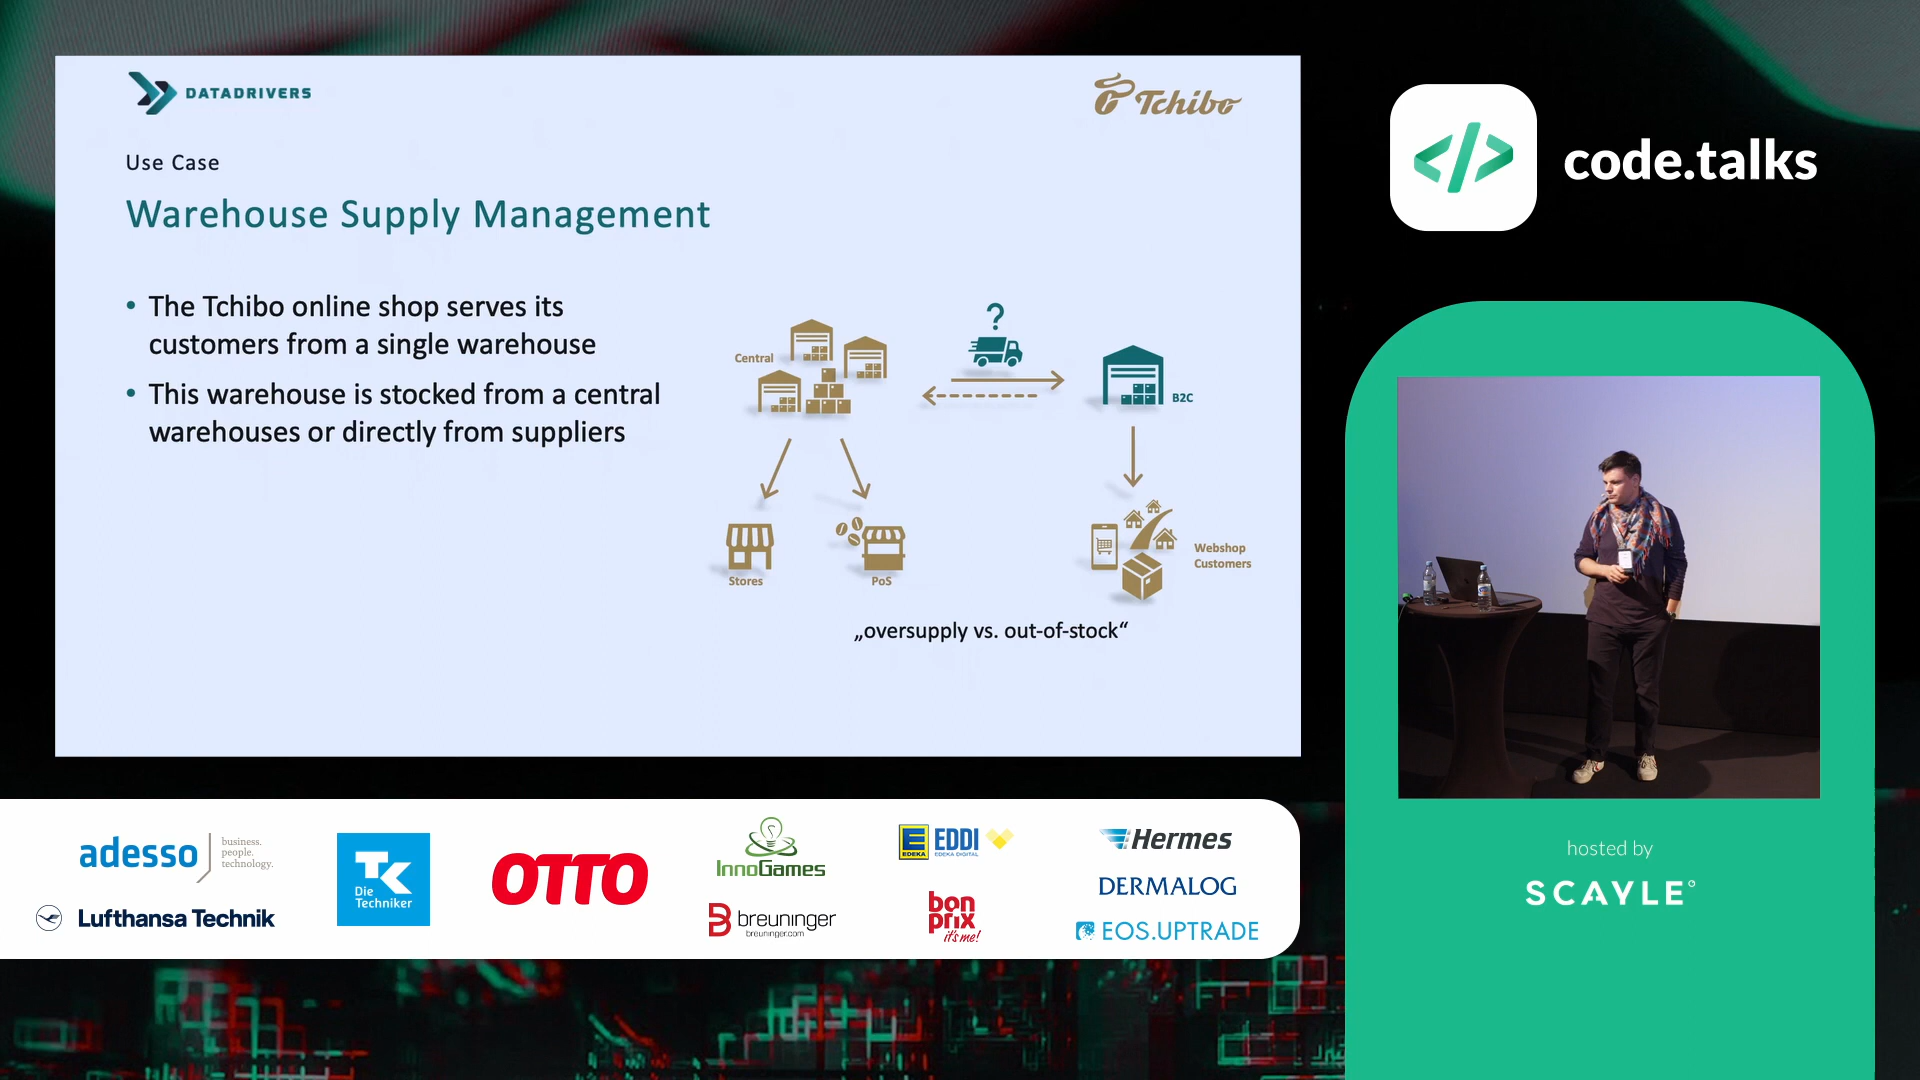 DATADRIVERS
Tchibo
Use Case
Warehouse Supply Management
• The Tchibo online shop serves its
customers from a single warehouse
• This warehouse is stocked from a central
warehouses or directly from suppliers
Central
?
B2C
Stores
PoS
Webshop
Customers
„oversupply vs. out-of-stock“
</> code.talks
hosted by
SCAYLE
adesso
business.
people.
technology.
Lufthansa Technik
TK
Die
Techniker
OTTO
InnoGames
breuninger
breuninger.com
E
EDEKA
EDDI
EDEKA DIGITAL
bon
prix
it's me!
Hermes
DERMALOG
EOS.UPTRADE